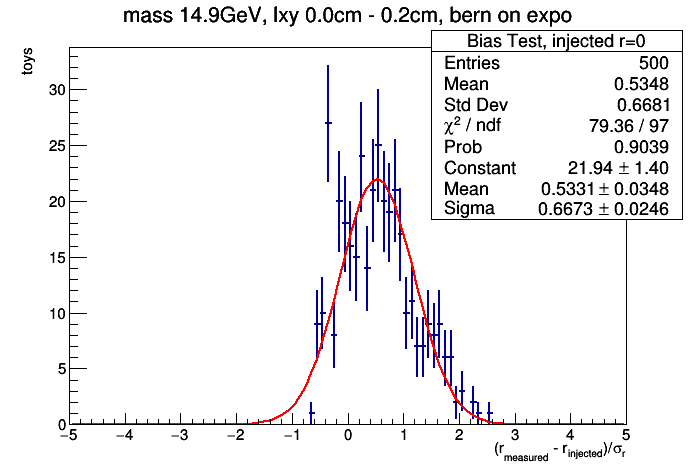 mass 14.9GeV, lxy 0.0cm - 0.2cm, bern on expo
Bias Test, injected r=0
Entries 500
Mean 0.5348
Std Dev 0.6681
χ² / ndf 79.36 / 97
Prob 0.9039
Constant 21.94 ± 1.40
Mean 0.5331 ± 0.0348
Sigma 0.6673 ± 0.0246
toys
30
25
20
15
10
5
0
−5 −4 −3 −2 −1 0 1 2 3 4 5
(r_measured - r_injected)/σ_r